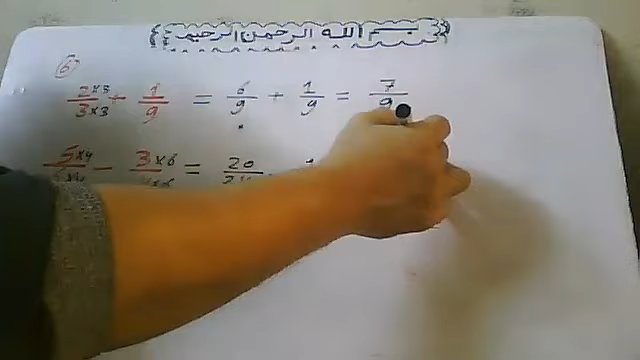 بسم الله الرحمن الرحيم
6
2×3/3×3 + 1/9 = 6/9 + 1/9 = 7/9
5×4 − 3×6 = 20